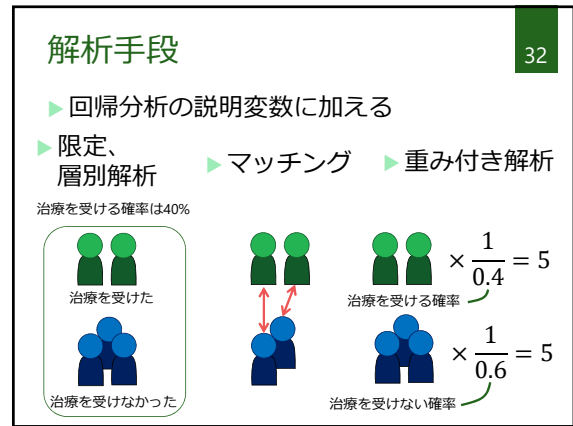 解析手段
32
回帰分析の説明変数に加える
限定、
層別解析
マッチング
重み付き解析
治療を受ける確率は40%
治療を受けた
治療を受けなかった
× 1/0.4 = 5
治療を受ける確率
× 1/0.6 = 5
治療を受けない確率